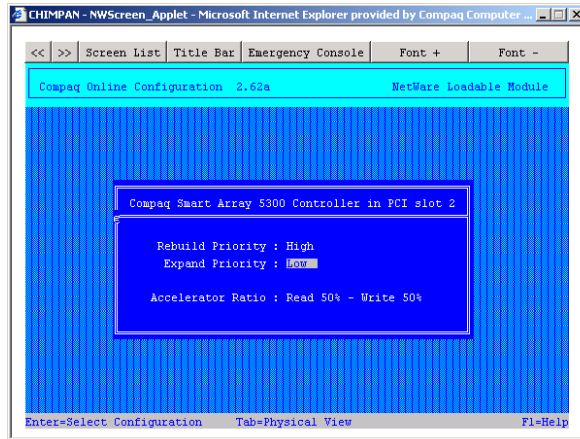 CHIMPAN - NWScreen_Applet - Microsoft Internet Explorer provided by Compaq Computer ...
<< >> Screen List Title Bar Emergency Console Font + Font -
Compaq Online Configuration 2.62a NetWare Loadable Module
Compaq Smart Array 5300 Controller in PCI slot 2
Rebuild Priority : High
Expand Priority : Low
Accelerator Ratio : Read 50% - Write 50%
Enter=Select Configuration Tab=Physical View F1=Help